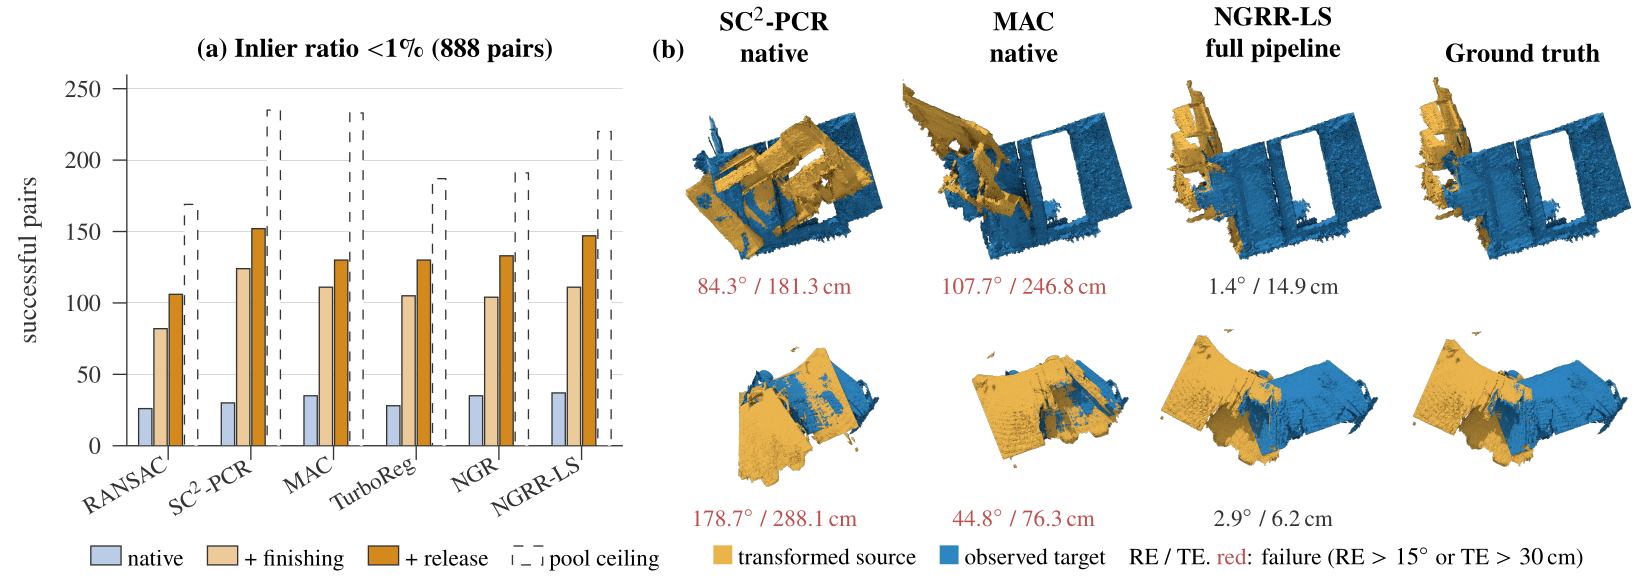 (a) Inlier ratio <1% (888 pairs)
successful pairs
250
200
150
100
50
0
RANSAC
SC²-PCR
MAC
TurboReg
NGR
NGRR-LS
native
+ finishing
+ release
pool ceiling
(b)
SC²-PCR
native
MAC
native
NGRR-LS
full pipeline
Ground truth
84.3° / 181.3 cm
107.7° / 246.8 cm
1.4° / 14.9 cm
178.7° / 288.1 cm
44.8° / 76.3 cm
2.9° / 6.2 cm
transformed source
observed target
RE / TE. red: failure (RE > 15° or TE > 30 cm)